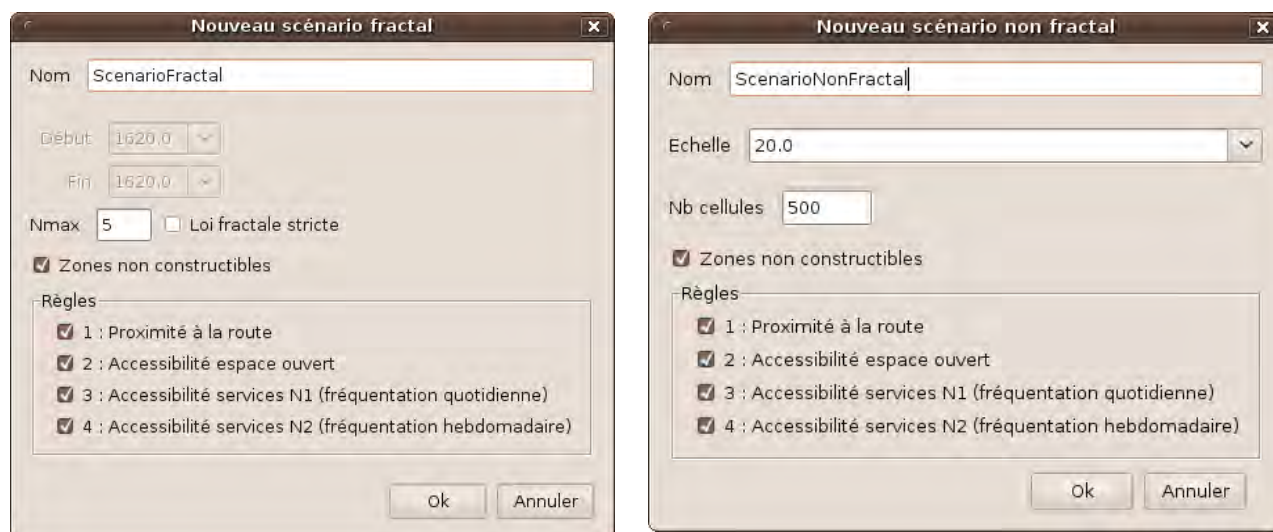 Nouveau scénario fractal
Nom ScenarioFractal
Début 1620.0
Fin 1620.0
Nmax 5 Loi fractale stricte
Zones non constructibles
Règles
1 : Proximité à la route
2 : Accessibilité espace ouvert
3 : Accessibilité services N1 (fréquentation quotidienne)
4 : Accessibilité services N2 (fréquentation hebdomadaire)
Ok Annuler
Nouveau scénario non fractal
Nom ScenarioNonFractal
Echelle 20.0
Nb cellules 500
Zones non constructibles
Règles
1 : Proximité à la route
2 : Accessibilité espace ouvert
3 : Accessibilité services N1 (fréquentation quotidienne)
4 : Accessibilité services N2 (fréquentation hebdomadaire)
Ok Annuler